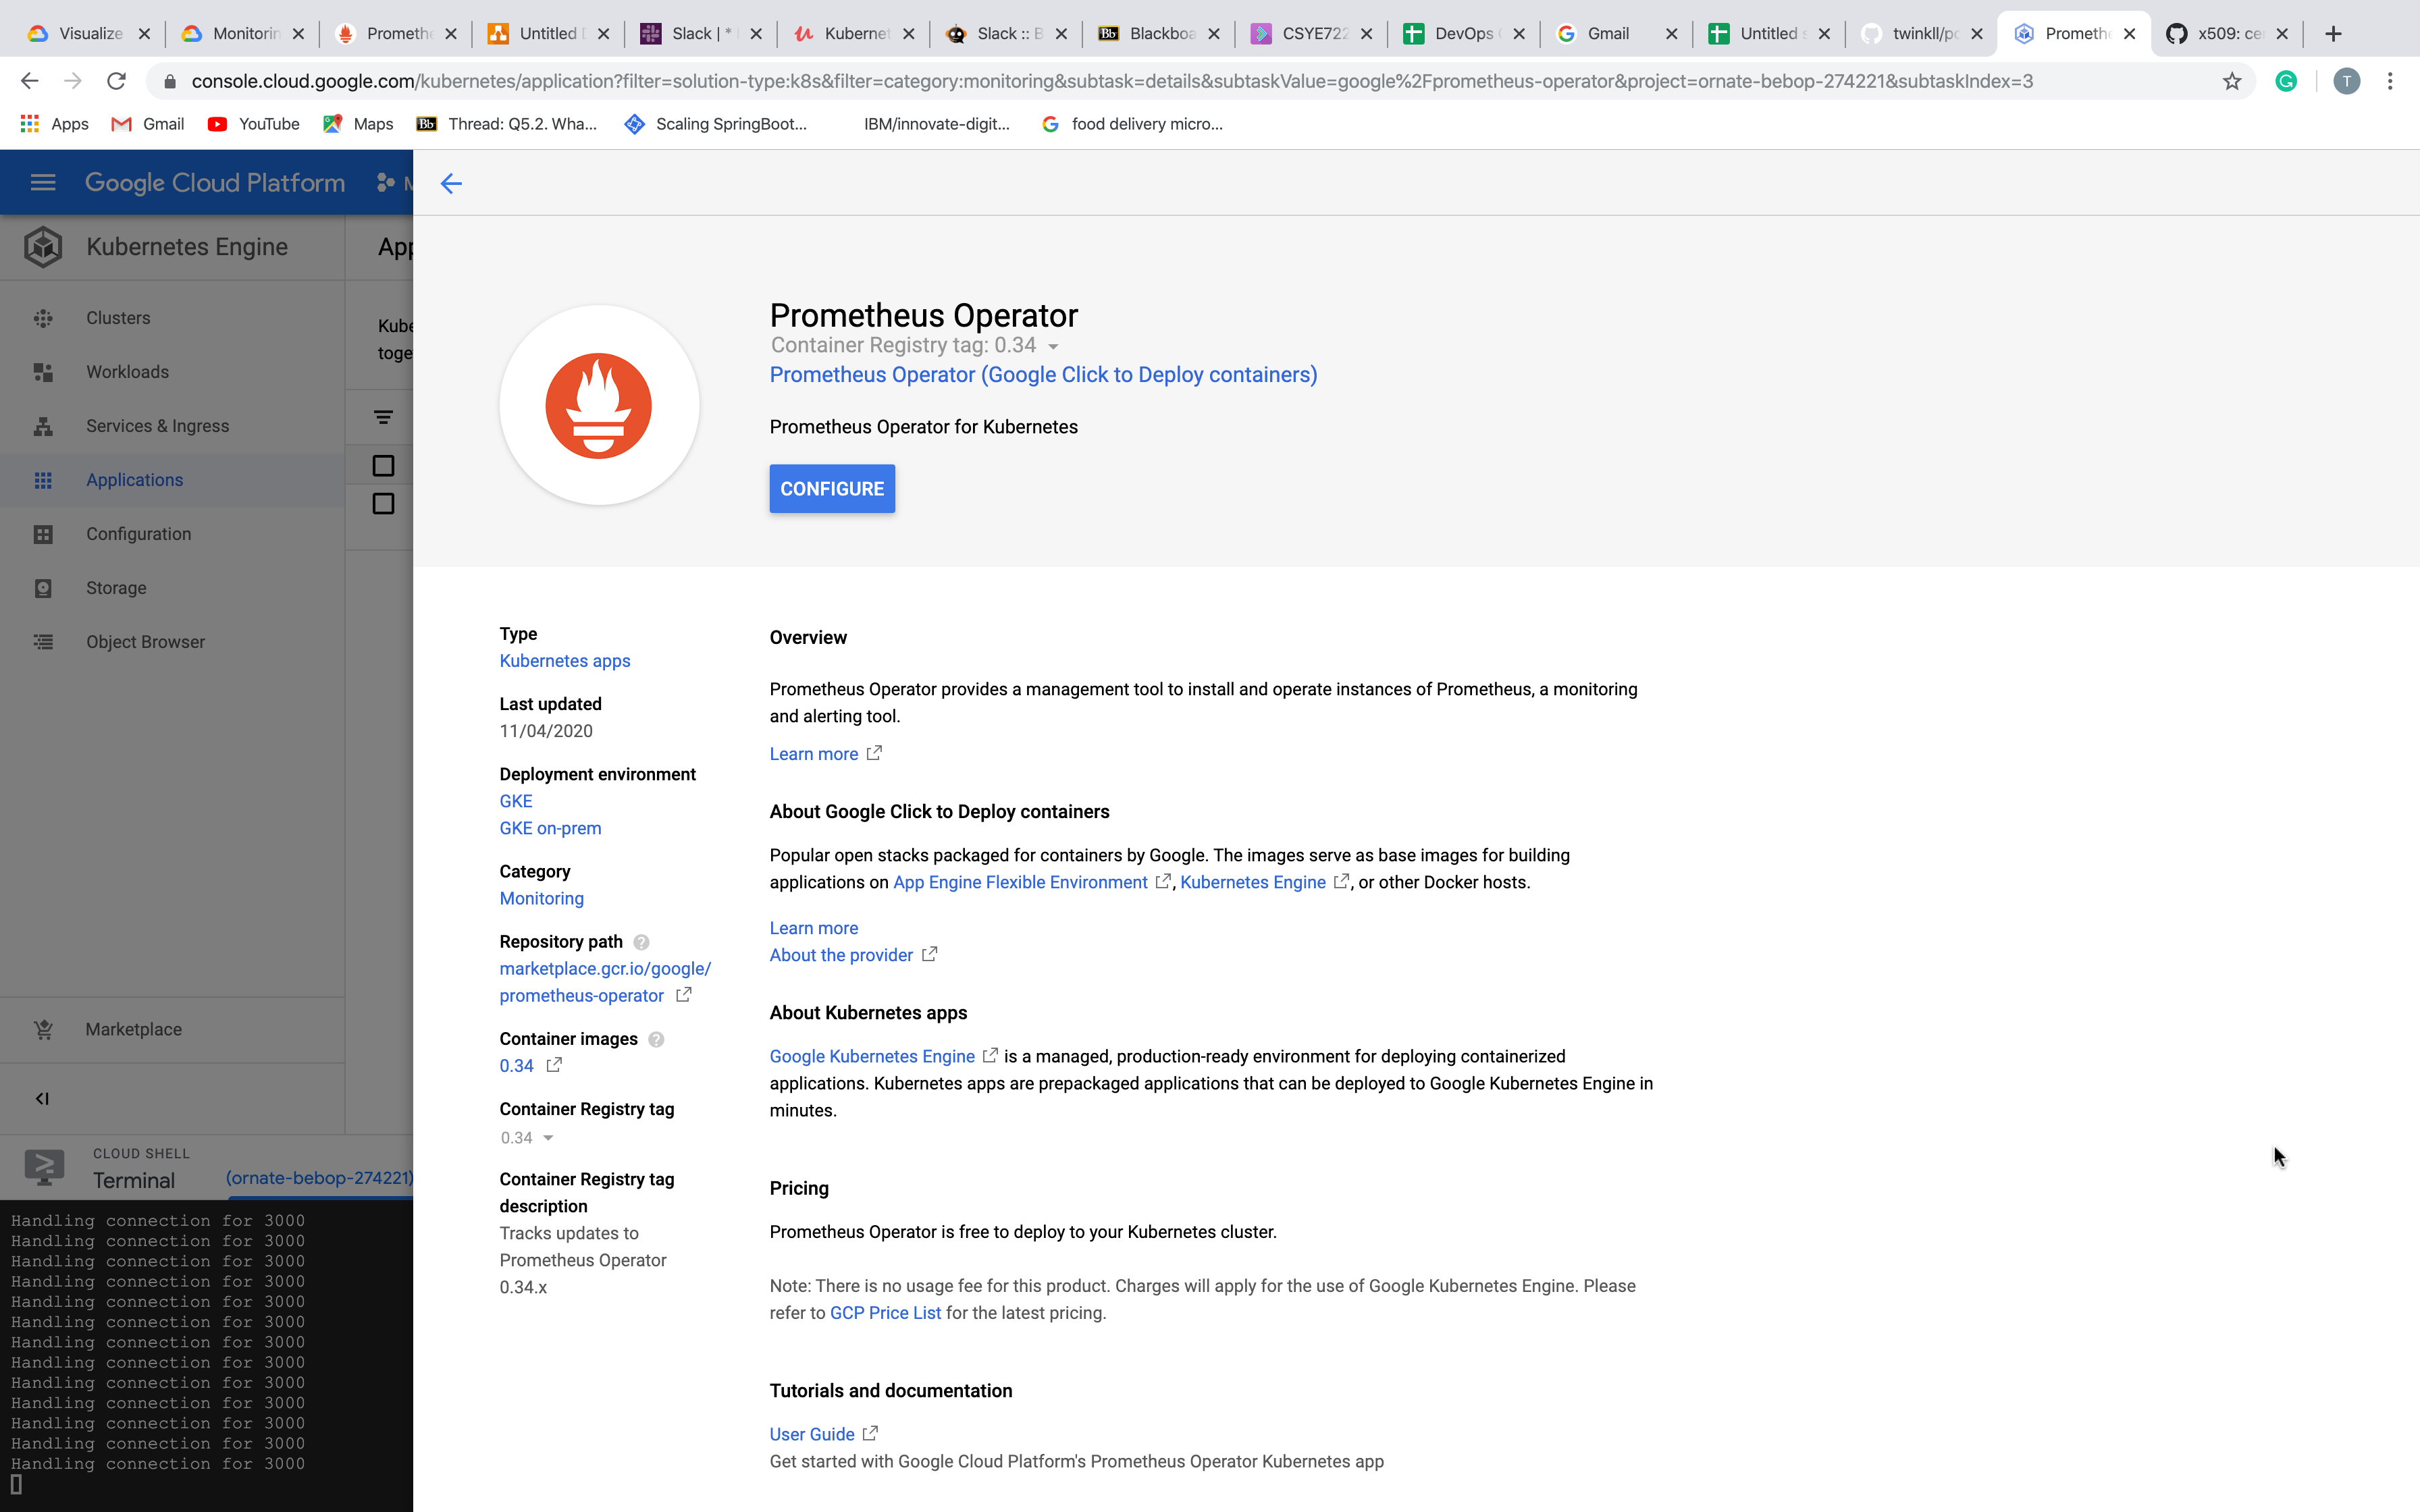 Visualize
Monitorin
Promethe
Untitled
Slack | *
Kubernet
Slack :: B
Blackboa
CSYE722
DevOps
Gmail
Untitled s
twinkll/po
Prometh
x509: cer
console.cloud.google.com/kubernetes/application?filter=solution-type:k8s&filter=category:monitoring&subtask=details&subtaskValue=google%2Fprometheus-operator&project=ornate-bebop-274221&subtaskIndex=3
T
Apps
Gmail
YouTube
Maps
Bb
Thread: Q5.2. Wha...
Scaling SpringBoot...
IBM/innovate-digit...
food delivery micro...
Google Cloud Platform
M
Kubernetes Engine
App
Clusters
Workloads
Services & Ingress
Applications
Configuration
Storage
Object Browser
Marketplace
Kube
toge
Prometheus Operator
Container Registry tag: 0.34
Prometheus Operator (Google Click to Deploy containers)
Prometheus Operator for Kubernetes
CONFIGURE
Type
Kubernetes apps
Last updated
11/04/2020
Deployment environment
GKE
GKE on-prem
Category
Monitoring
Repository path ?
marketplace.gcr.io/google/
prometheus-operator
Container images ?
0.34
Container Registry tag
0.34
Container Registry tag
description
Tracks updates to
Prometheus Operator
0.34.x
Overview
Prometheus Operator provides a management tool to install and operate instances of Prometheus, a monitoring
and alerting tool.
Learn more
About Google Click to Deploy containers
Popular open stacks packaged for containers by Google. The images serve as base images for building
applications on App Engine Flexible Environment , Kubernetes Engine , or other Docker hosts.
Learn more
About the provider
About Kubernetes apps
Google Kubernetes Engine is a managed, production-ready environment for deploying containerized
applications. Kubernetes apps are prepackaged applications that can be deployed to Google Kubernetes Engine in
minutes.
Pricing
Prometheus Operator is free to deploy to your Kubernetes cluster.
Note: There is no usage fee for this product. Charges will apply for the use of Google Kubernetes Engine. Please
refer to GCP Price List for the latest pricing.
Tutorials and documentation
User Guide
Get started with Google Cloud Platform's Prometheus Operator Kubernetes app
CLOUD SHELL
Terminal
(ornate-bebop-274221)
Handling connection for 3000
Handling connection for 3000
Handling connection for 3000
Handling connection for 3000
Handling connection for 3000
Handling connection for 3000
Handling connection for 3000
Handling connection for 3000
Handling connection for 3000
Handling connection for 3000
Handling connection for 3000
Handling connection for 3000
Handling connection for 3000